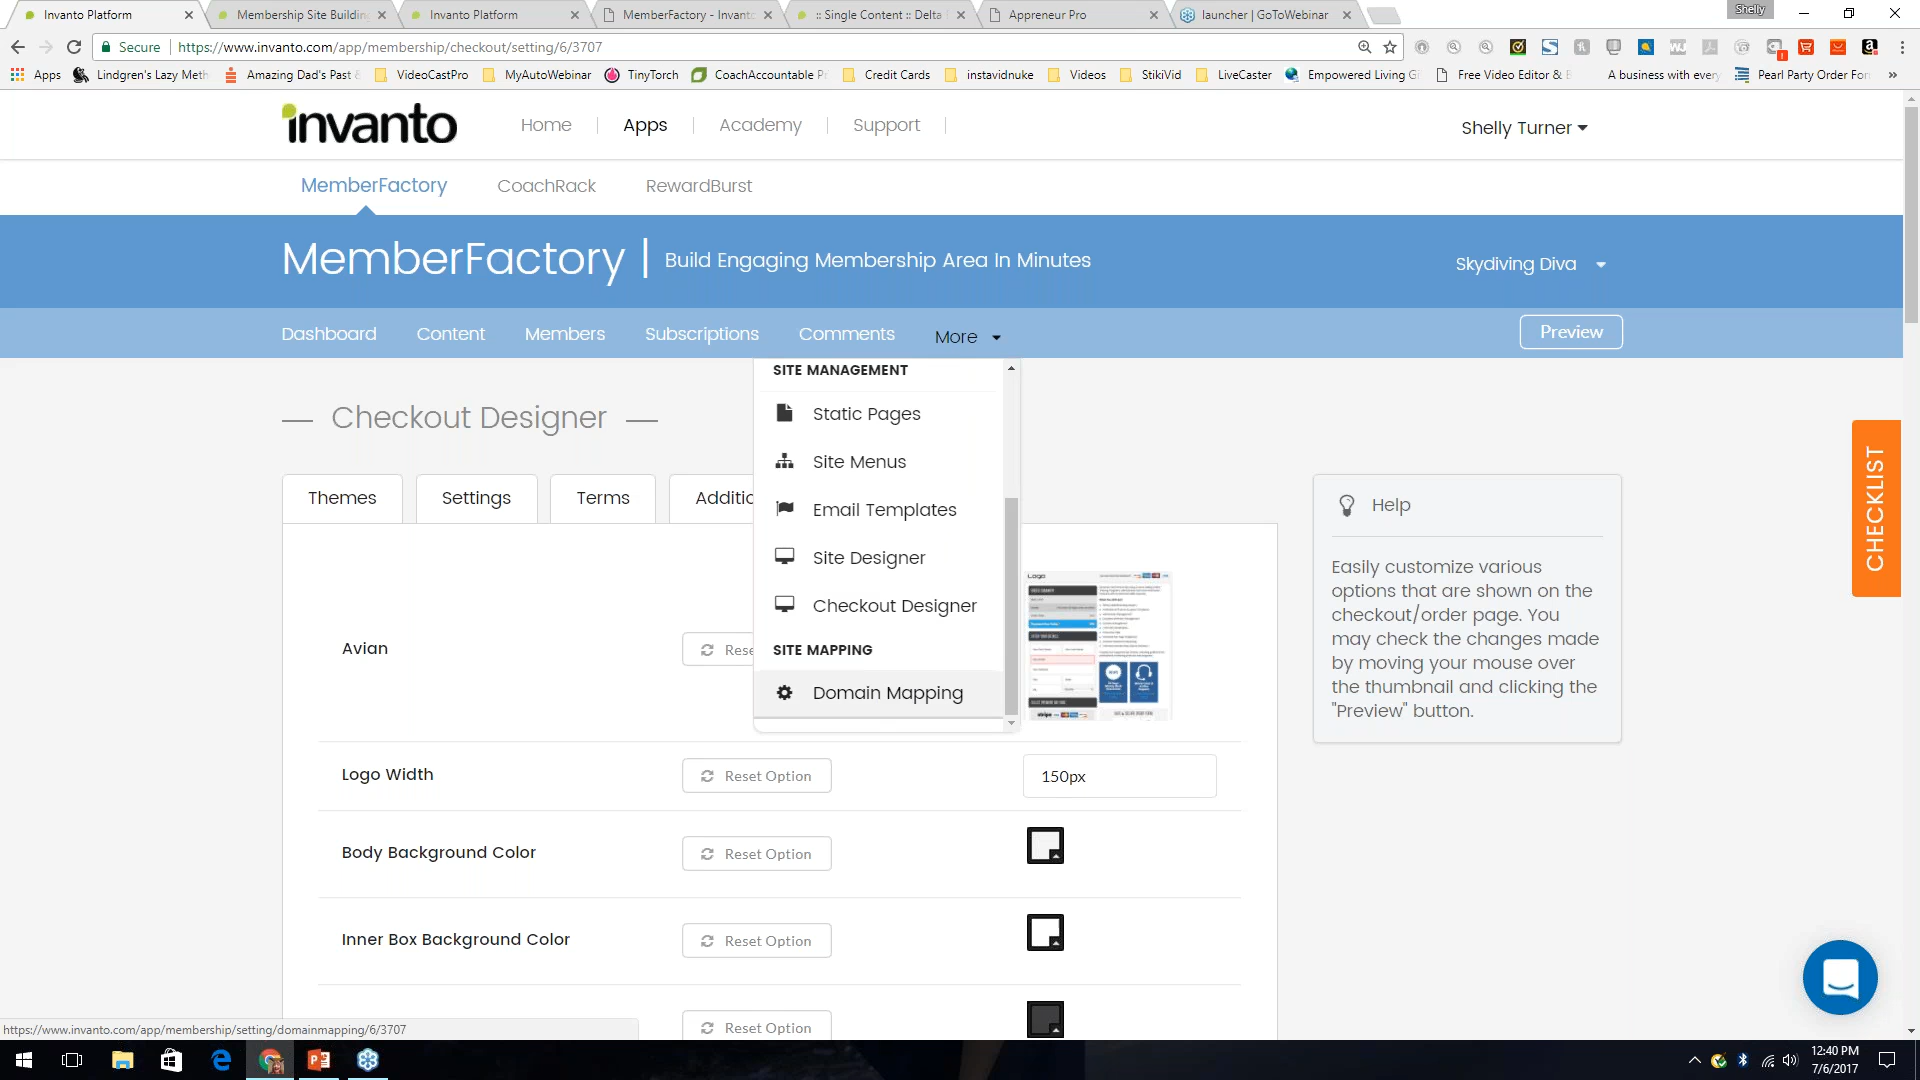 Invanto Platform
Membership Site Building
Invanto Platform
MemberFactory - Invanto
:: Single Content :: Delta
Appreneur Pro
launcher | GoToWebinar
Shelly
Secure
https://www.invanto.com/app/membership/checkout/setting/6/3707
Apps
Lindgren's Lazy Meth
Amazing Dad's Past &
VideoCastPro
MyAutoWebinar
TinyTorch
CoachAccountable P
Credit Cards
instavidnuke
Videos
StikiVid
LiveCaster
Empowered Living G
Free Video Editor & E
A business with every
Pearl Party Order For
»
invanto
Home
Apps
Academy
Support
Shelly Turner
MemberFactory
CoachRack
RewardBurst
MemberFactory | Build Engaging Membership Area In Minutes
Skydiving Diva
Dashboard
Content
Members
Subscriptions
Comments
More
Preview
SITE MANAGEMENT
Static Pages
Site Menus
Email Templates
Site Designer
Checkout Designer
SITE MAPPING
Domain Mapping
Checkout Designer
Themes
Settings
Terms
Additic
Avian
Rese
Logo
Logo Width
Reset Option
150px
Body Background Color
Reset Option
Inner Box Background Color
Reset Option
Reset Option
Help
Easily customize various
options that are shown on the
checkout/order page. You
may check the changes made
by moving your mouse over
the thumbnail and clicking the
"Preview" button.
CHECKLIST
https://www.invanto.com/app/membership/setting/domainmapping/6/3707
12:40 PM
7/6/2017